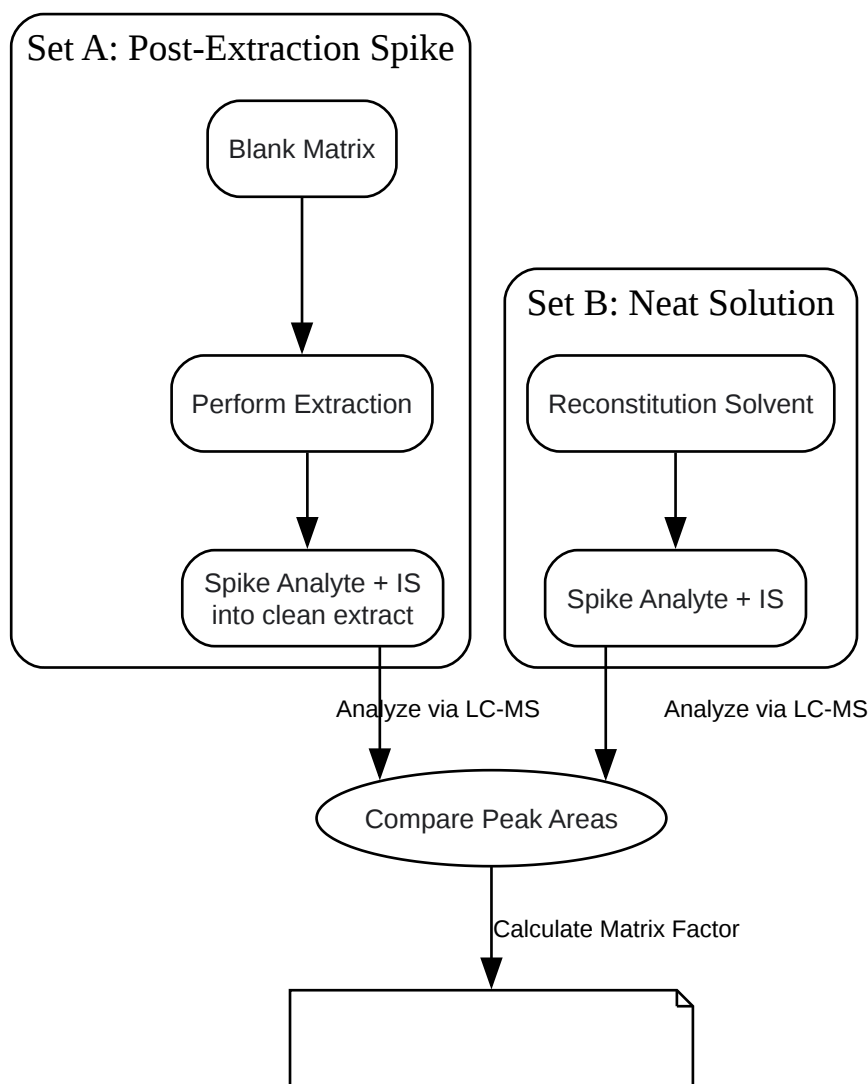 Set A: Post-Extraction Spike
Blank Matrix
Perform Extraction
Spike Analyte + IS
into clean extract
Set B: Neat Solution
Reconstitution Solvent
Spike Analyte + IS
Analyze via LC-MS
Analyze via LC-MS
Compare Peak Areas
Calculate Matrix Factor